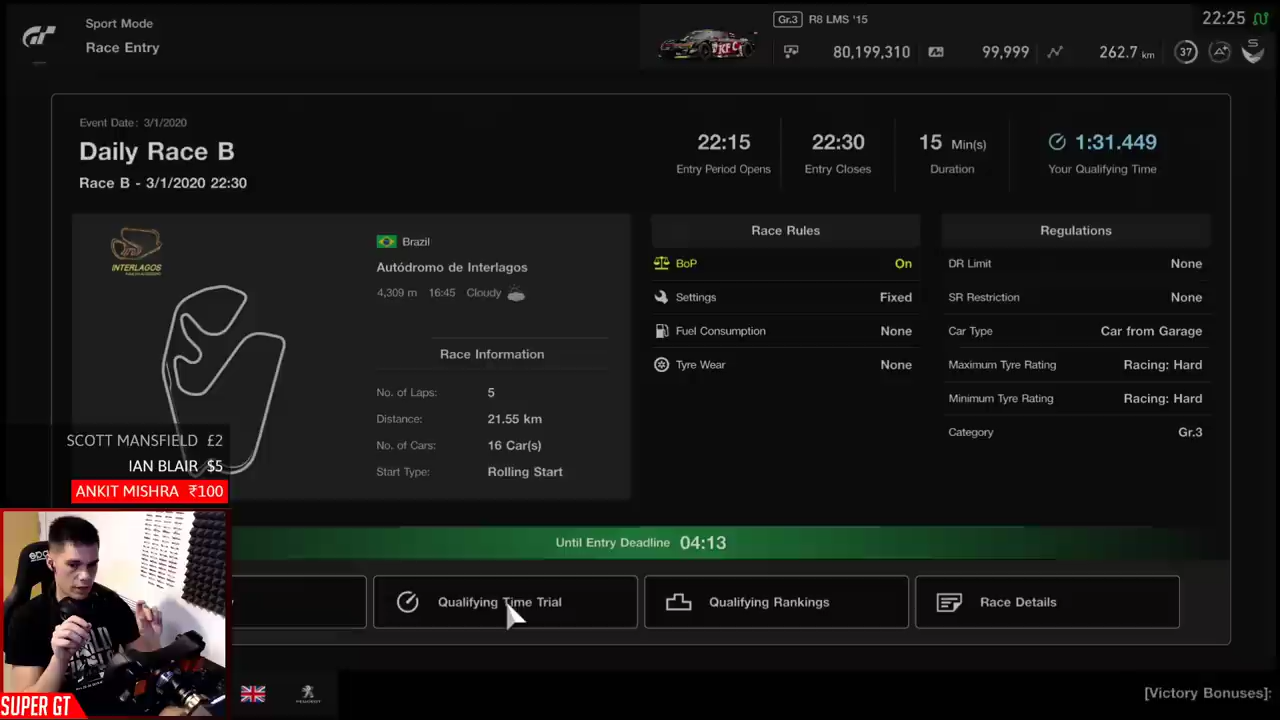 Sport Mode
Race Entry
Gr.3 R8 LMS '15
22:25
80,199,310
99,999
262.7 km
37
S
Event Date: 3/1/2020
Daily Race B
Race B - 3/1/2020 22:30
22:15
Entry Period Opens
22:30
Entry Closes
15 Min(s)
Duration
1:31.449
Your Qualifying Time
INTERLAGOS
Brazil
Autódromo de Interlagos
4,309 m 16:45 Cloudy
Race Information
No. of Laps: 5
Distance: 21.55 km
No. of Cars: 16 Car(s)
Start Type: Rolling Start
Race Rules
BoP On
Settings Fixed
Fuel Consumption None
Tyre Wear None
Regulations
DR Limit None
SR Restriction None
Car Type Car from Garage
Maximum Tyre Rating Racing: Hard
Minimum Tyre Rating Racing: Hard
Category Gr.3
SCOTT MANSFIELD £2
IAN BLAIR $5
ANKIT MISHRA ₹100
Until Entry Deadline 04:13
Qualifying Time Trial
Qualifying Rankings
Race Details
SUPER GT
PEUGEOT
[Victory Bonuses]: